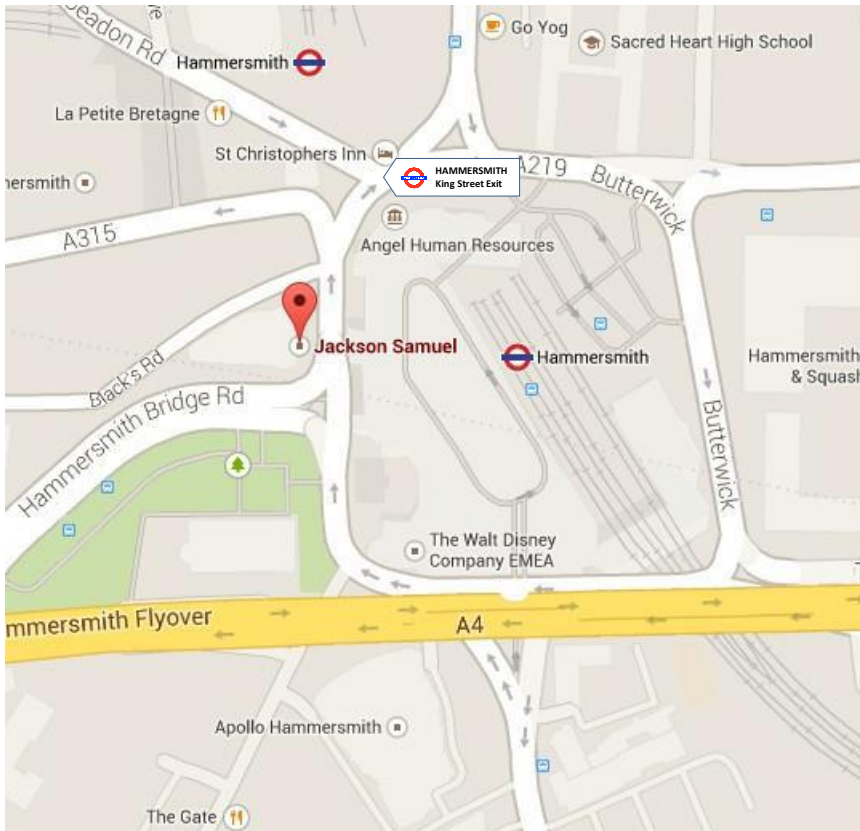 Beadon Rd
Hammersmith
Go Yog
Sacred Heart High School
La Petite Bretagne
St Christophers Inn
HAMMERSMITH
King Street Exit
A219
Butterwick
mersmith
A315
Angel Human Resources
Jackson Samuel
Hammersmith
Hammersmith
& Squash
Black's Rd
Hammersmith Bridge Rd
Butterwick
The Walt Disney
Company EMEA
mmersmith Flyover
A4
Apollo Hammersmith
The Gate